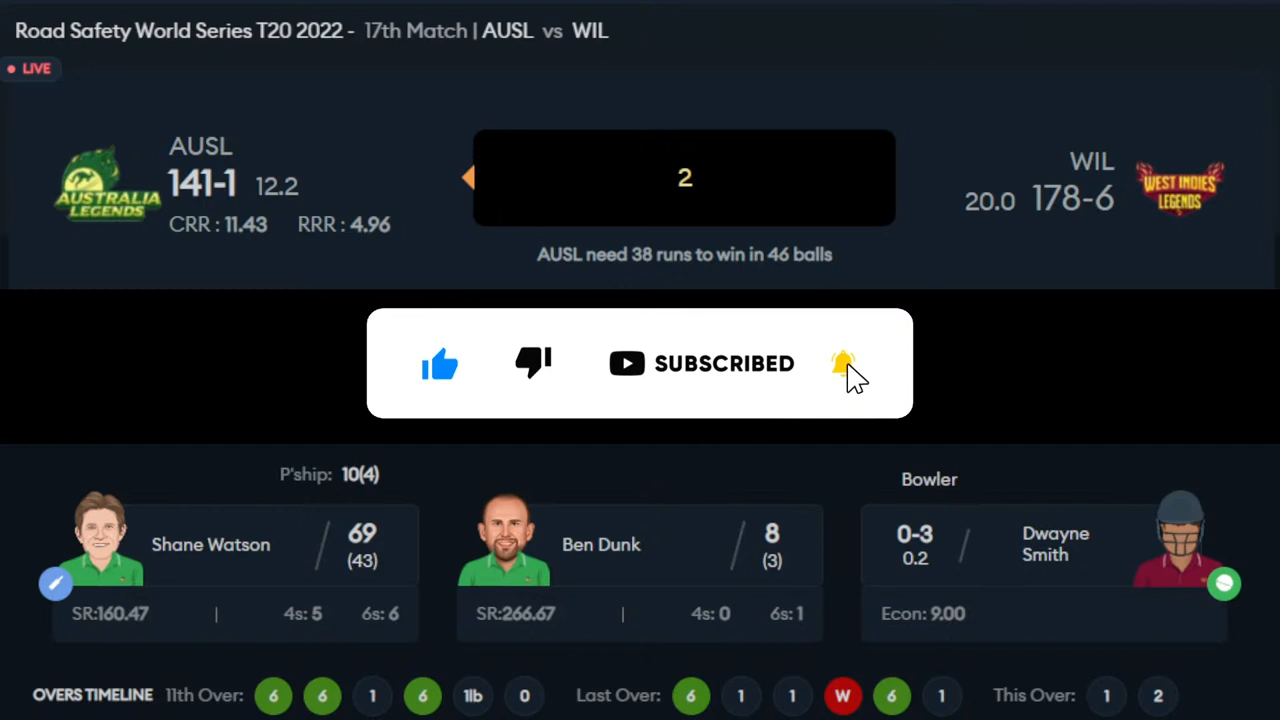 Road Safety World Series T20 2022 - 17th Match | AUSL vs WIL
LIVE
AUSL
141-1 12.2
CRR : 11.43 RRR : 4.96
AUSTRALIA
LEGENDS
2
AUSL need 38 runs to win in 46 balls
WIL
20.0 178-6
WEST INDIES
LEGENDS
SUBSCRIBED
P'ship: 10(4)
Shane Watson 69
(43)
SR:160.47 | 4s: 5 6s: 6
Ben Dunk 8
(3)
SR:266.67 | 4s: 0 6s: 1
Bowler
0-3
0.2
Dwayne
Smith
Econ: 9.00
OVERS TIMELINE 11th Over: 6 6 1 6 1lb 0 Last Over: 6 1 1 W 6 1 This Over: 1 2